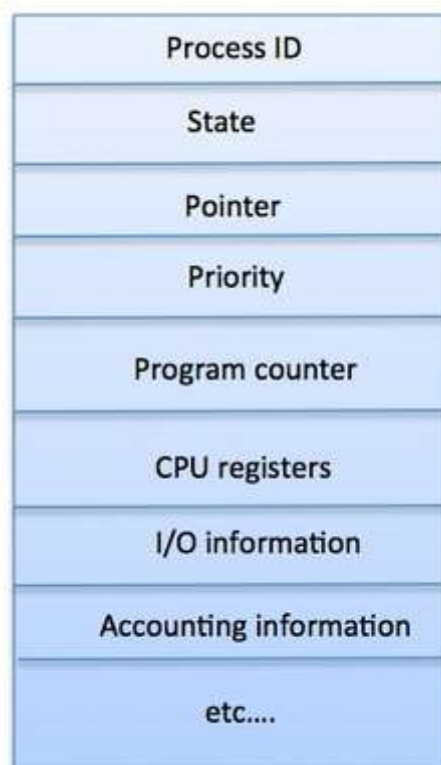 Process ID
State
Pointer
Priority
Program counter
CPU registers
I/O information
Accounting information
etc....